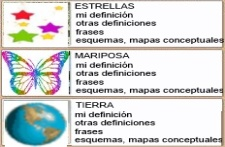 ESTRELLAS
mi definición
otras definiciones
frases
esquemas, mapas conceptuales
MARIPOSA
mi definición
otras definiciones
frases
esquemas, mapas conceptuales
TIERRA
mi definición
otras definiciones
frases
esquemas, mapas conceptuales